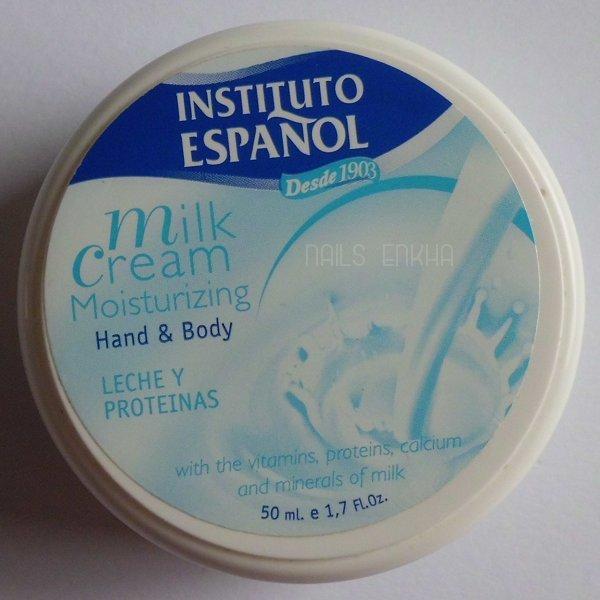 INSTITUTO
ESPAÑOL
Desde 1903
milk
cream
Moisturizing
Hand & Body
NAILS ENKHA
LECHE Y
PROTEINAS
with the vitamins, proteins, calcium
and minerals of milk
50 ml. e 1,7 Fl.Oz.